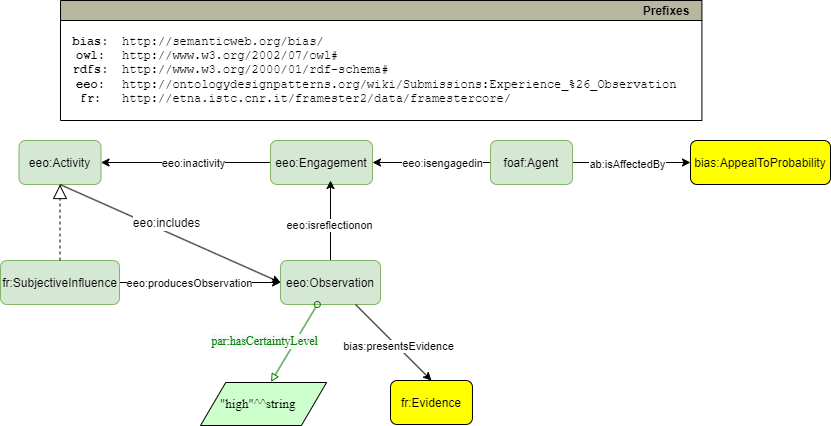 Prefixes
bias: http://semanticweb.org/bias/
owl: http://www.w3.org/2002/07/owl#
rdfs: http://www.w3.org/2000/01/rdf-schema#
eeo: http://ontologydesignpatterns.org/wiki/Submissions:Experience_%26_Observation
fr: http://etna.istc.cnr.it/framester2/data/framestercore/
eeo:Activity
eeo:inactivity
eeo:Engagement
eeo:isengagedin
foaf:Agent
ab:isAffectedBy
bias:AppealToProbability
eeo:includes
eeo:isreflectionon
fr:SubjectiveInfluence
eeo:producesObservation
eeo:Observation
par:hasCertaintyLevel
bias:presentsEvidence
"high"^^string
fr:Evidence